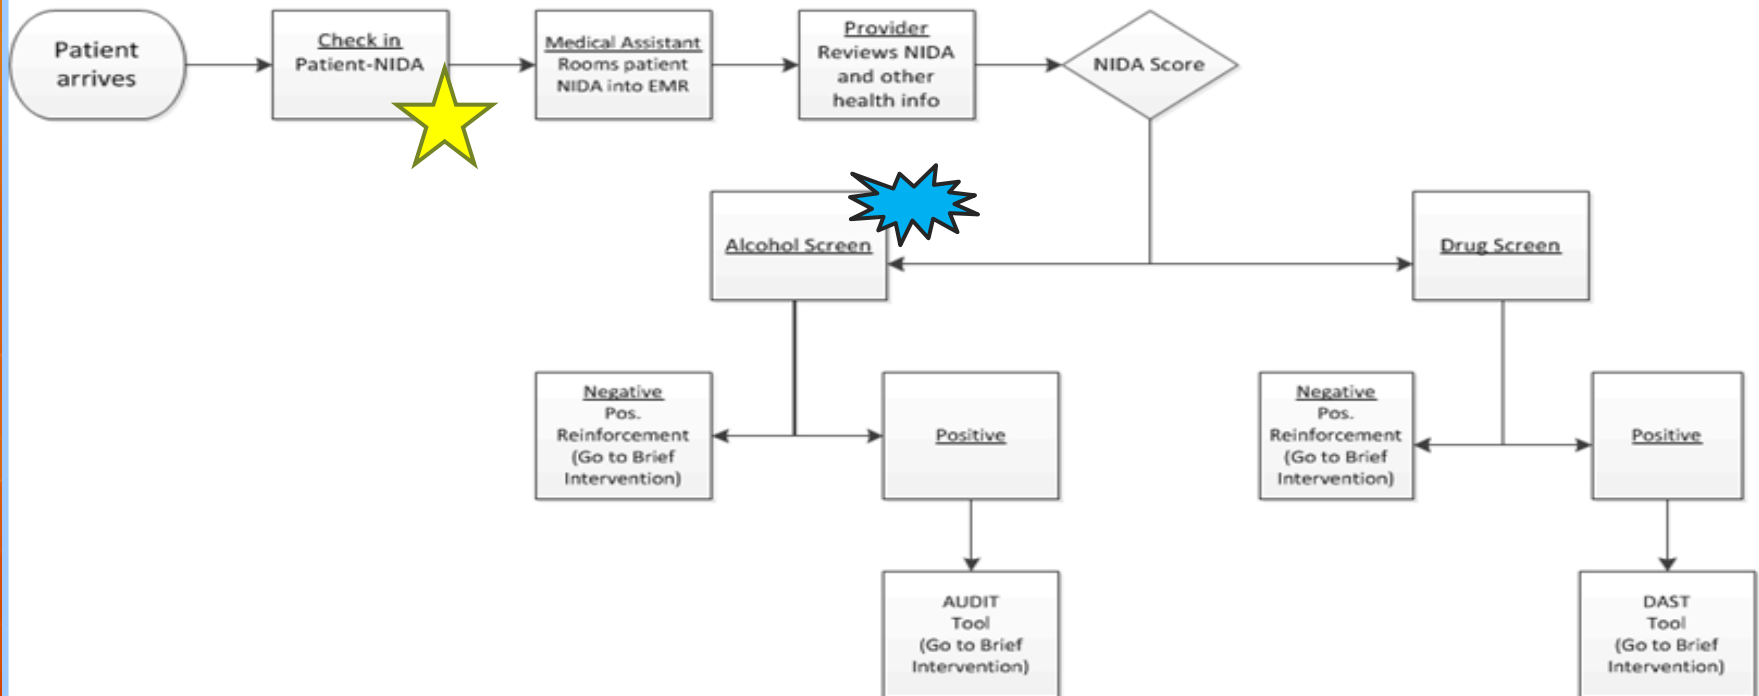 Patient
arrives
Check in
Patient-NIDA
Medical Assistant
Rooms patient
NIDA into EMR
Provider
Reviews NIDA
and other
health info
NIDA Score
Alcohol Screen
Drug Screen
Negative
Pos.
Reinforcement
(Go to Brief
Intervention)
Positive
Negative
Pos.
Reinforcement
(Go to Brief
Intervention)
Positive
AUDIT
Tool
(Go to Brief
Intervention)
DAST
Tool
(Go to Brief
Intervention)